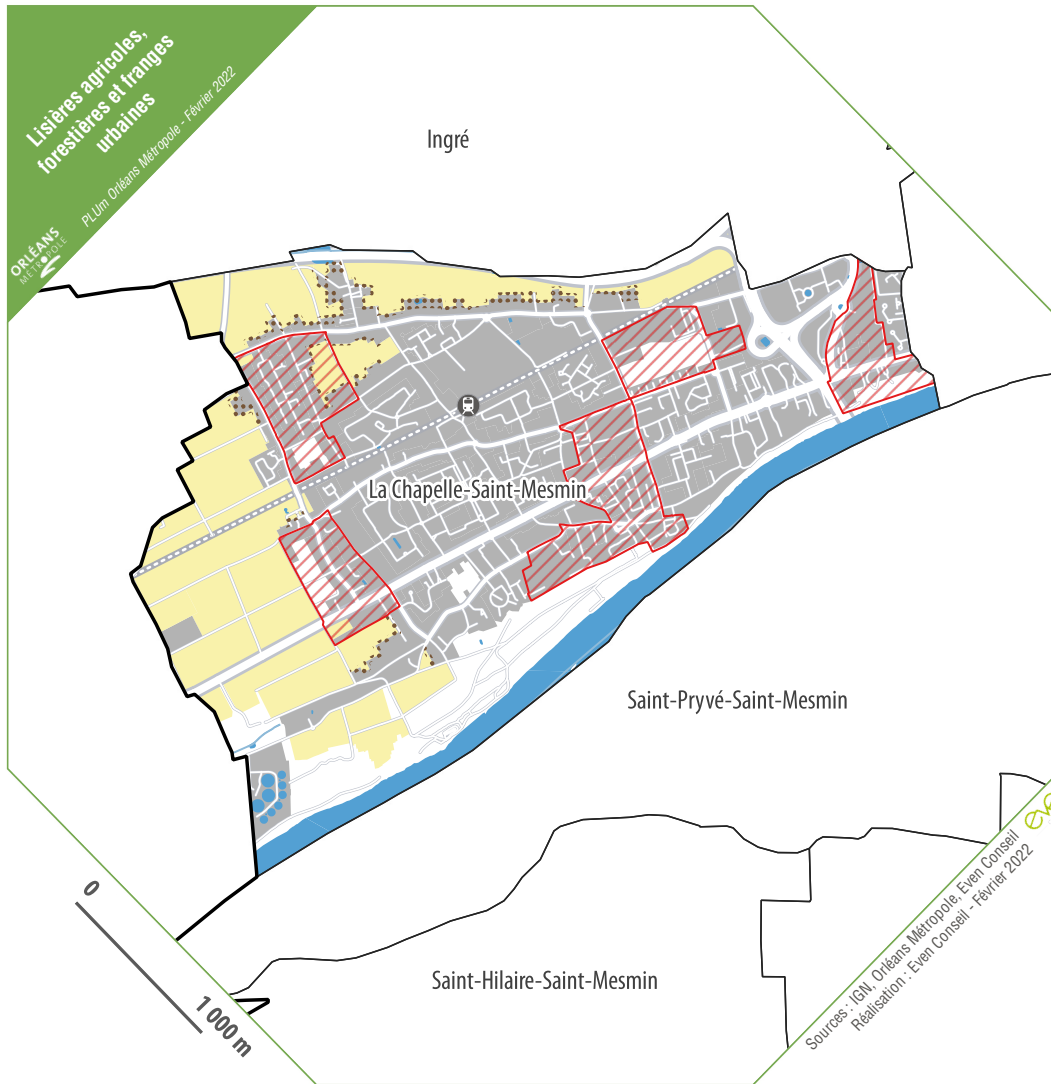 Lisières agricoles,
forestières et franges
urbaines
PLUm Orléans Métropole - Février 2022
ORLÉANS
MÉTROPOLE
Ingré
La Chapelle-Saint-Mesmin
Saint-Pryvé-Saint-Mesmin
Saint-Hilaire-Saint-Mesmin
0
1 000 m
Sources : IGN, Orléans Métropole, Even Conseil
Réalisation : Even Conseil - Février 2022